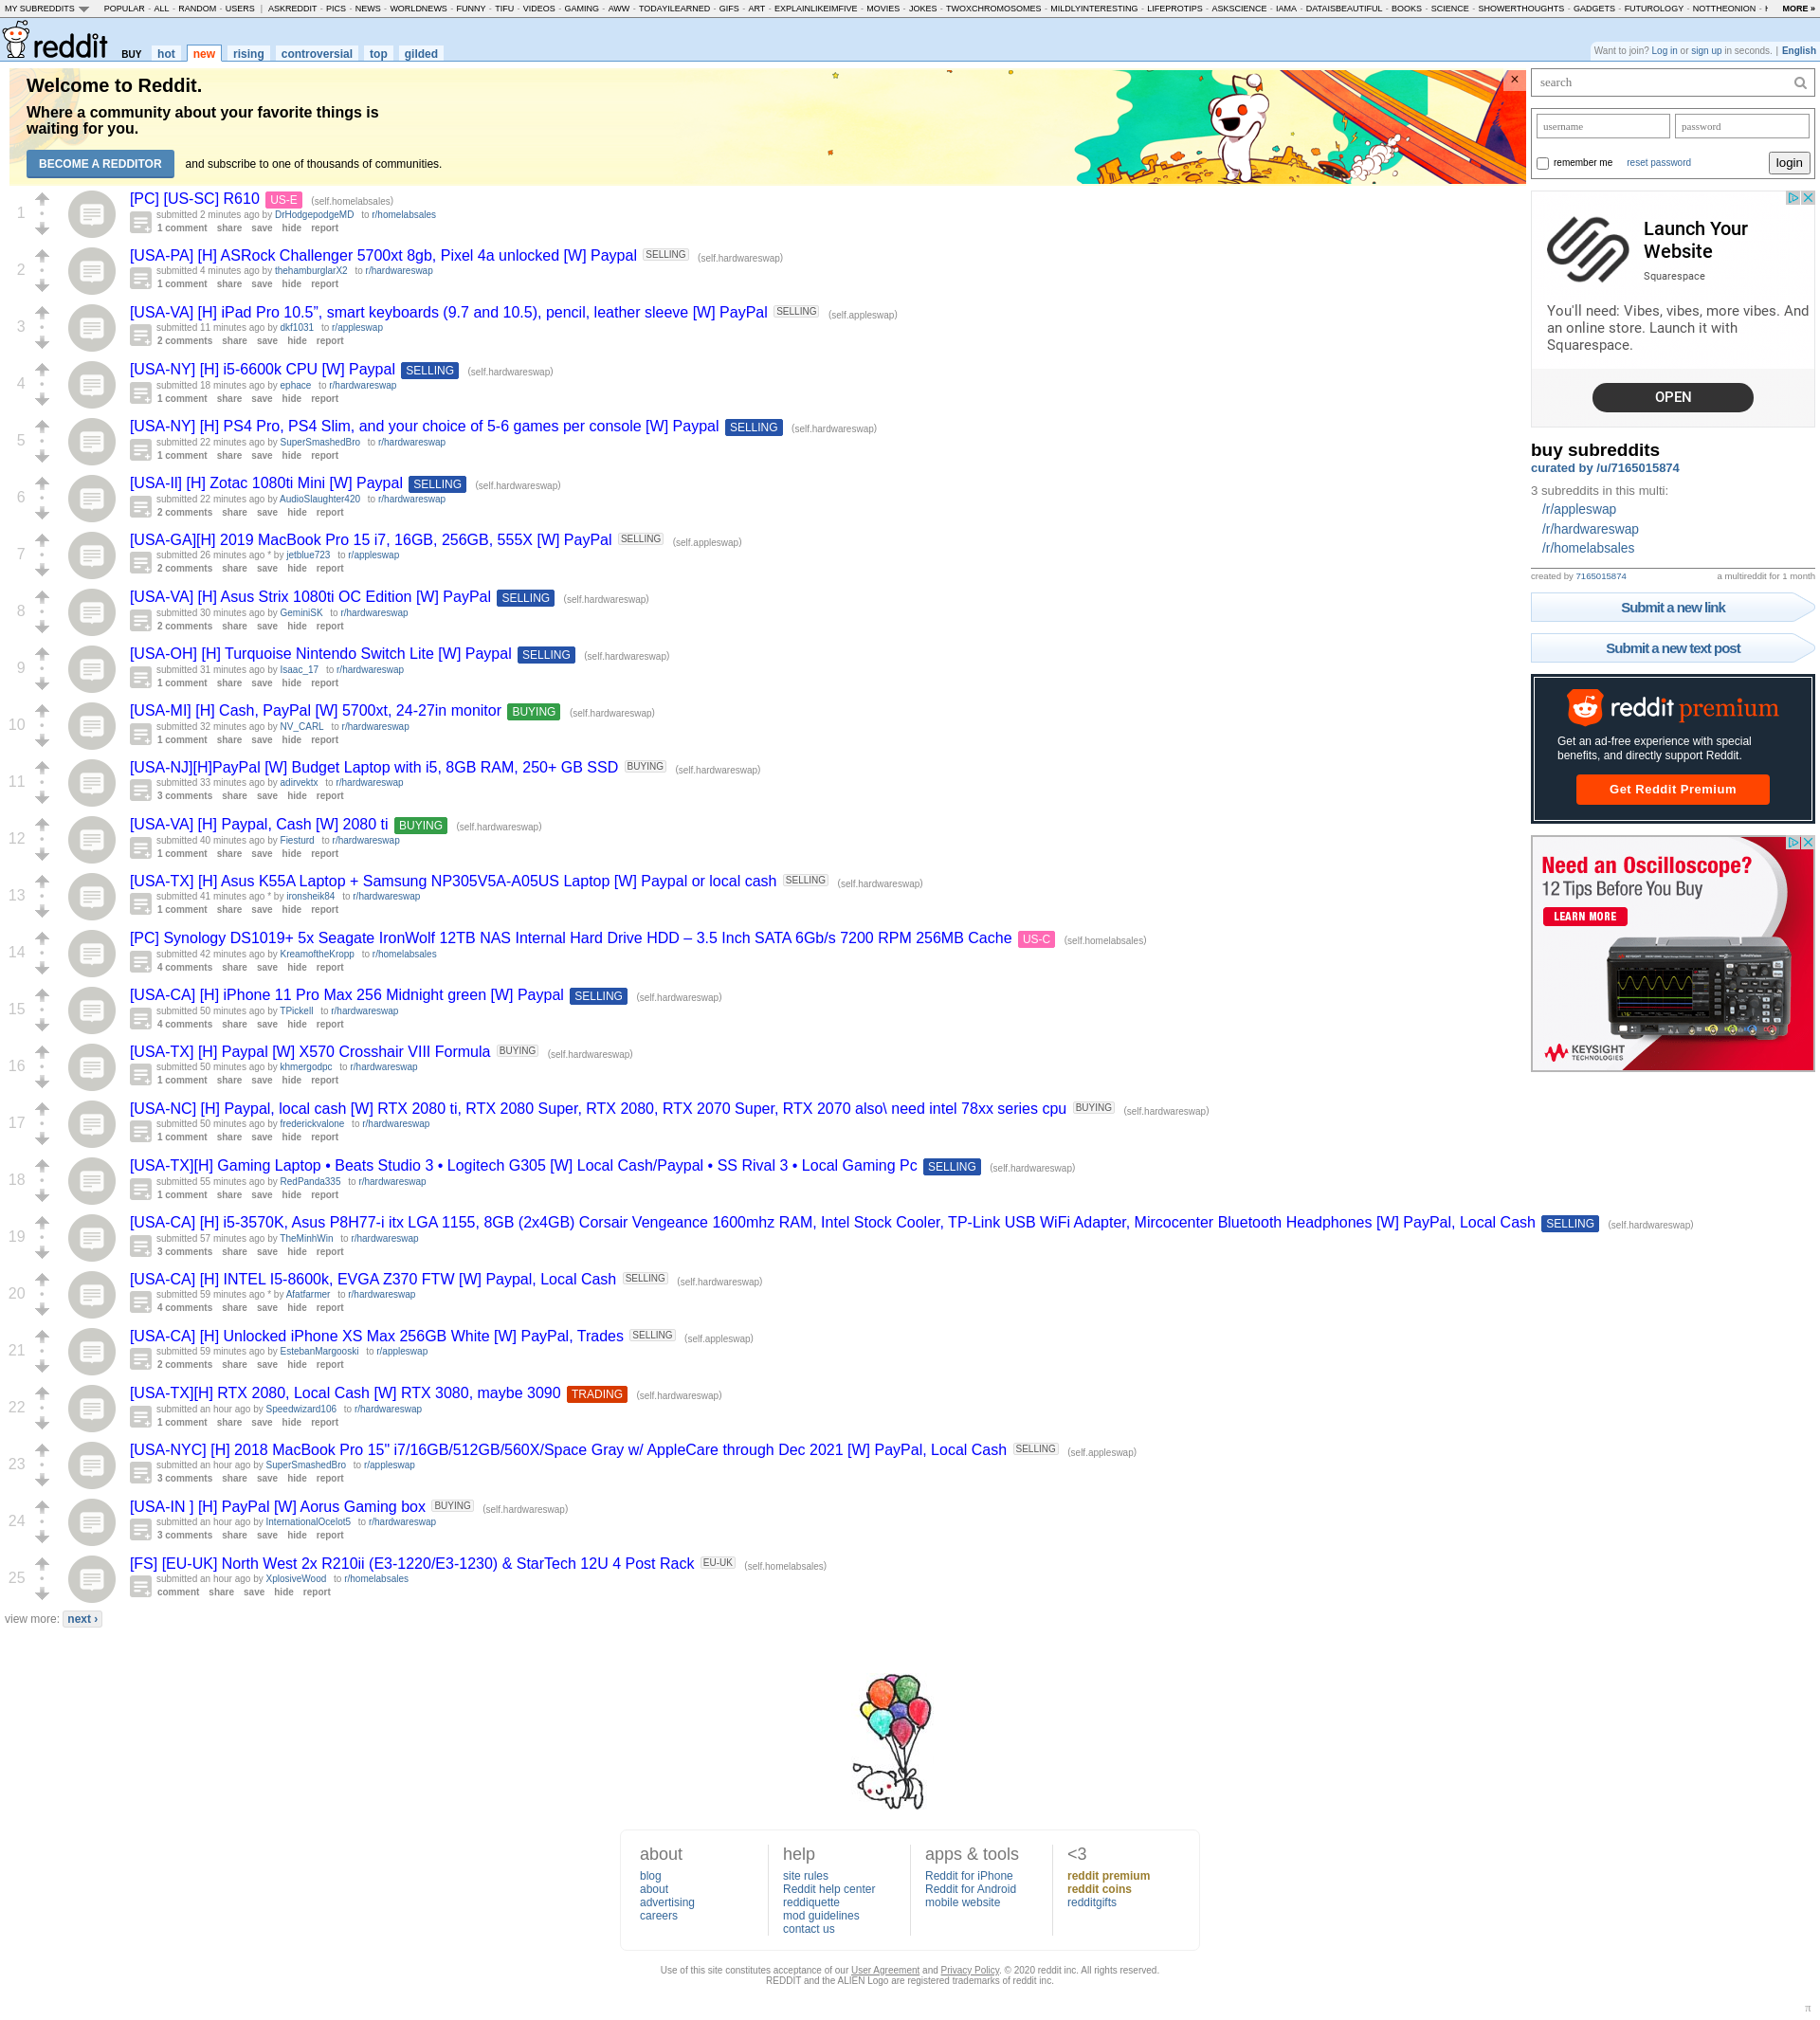 MY SUBREDDITS POPULAR - ALL - RANDOM - USERS | ASKREDDIT - PICS - NEWS - WORLDNEWS - FUNNY - TIFU - VIDEOS - GAMING - AWW - TODAYILEARNED - GIFS - ART - EXPLAINLIKEIMFIVE - MOVIES - JOKES - TWOXCHROMOSOMES - MILDLYINTERESTING - LIFEPROTIPS - ASKSCIENCE - IAMA - DATAISBEAUTIFUL - BOOKS - SCIENCE - SHOWERTHOUGHTS - GADGETS - FUTUROLOGY - NOTTHEONION - MORE »
reddit BUY hot new rising controversial top gilded
Want to join? Log in or sign up in seconds. | English
Welcome to Reddit.
Where a community about your favorite things is
waiting for you.
BECOME A REDDITOR and subscribe to one of thousands of communities.
×
1
[PC] [US-SC] R610 US-E (self.homelabsales)
submitted 2 minutes ago by DrHodgepodgeMD to r/homelabsales
1 comment share save hide report
2
[USA-PA] [H] ASRock Challenger 5700xt 8gb, Pixel 4a unlocked [W] Paypal SELLING (self.hardwareswap)
submitted 4 minutes ago by thehamburglarX2 to r/hardwareswap
1 comment share save hide report
3
[USA-VA] [H] iPad Pro 10.5”, smart keyboards (9.7 and 10.5), pencil, leather sleeve [W] PayPal SELLING (self.appleswap)
submitted 11 minutes ago by dkf1031 to r/appleswap
2 comments share save hide report
4
[USA-NY] [H] i5-6600k CPU [W] Paypal SELLING (self.hardwareswap)
submitted 18 minutes ago by ephace to r/hardwareswap
1 comment share save hide report
5
[USA-NY] [H] PS4 Pro, PS4 Slim, and your choice of 5-6 games per console [W] Paypal SELLING (self.hardwareswap)
submitted 22 minutes ago by SuperSmashedBro to r/hardwareswap
1 comment share save hide report
6
[USA-Il] [H] Zotac 1080ti Mini [W] Paypal SELLING (self.hardwareswap)
submitted 22 minutes ago by AudioSlaughter420 to r/hardwareswap
2 comments share save hide report
7
[USA-GA][H] 2019 MacBook Pro 15 i7, 16GB, 256GB, 555X [W] PayPal SELLING (self.appleswap)
submitted 26 minutes ago * by jetblue723 to r/appleswap
2 comments share save hide report
8
[USA-VA] [H] Asus Strix 1080ti OC Edition [W] PayPal SELLING (self.hardwareswap)
submitted 30 minutes ago by GeminiSK to r/hardwareswap
2 comments share save hide report
9
[USA-OH] [H] Turquoise Nintendo Switch Lite [W] Paypal SELLING (self.hardwareswap)
submitted 31 minutes ago by Isaac_17 to r/hardwareswap
1 comment share save hide report
10
[USA-MI] [H] Cash, PayPal [W] 5700xt, 24-27in monitor BUYING (self.hardwareswap)
submitted 32 minutes ago by NV_CARL to r/hardwareswap
1 comment share save hide report
11
[USA-NJ][H]PayPal [W] Budget Laptop with i5, 8GB RAM, 250+ GB SSD BUYING (self.hardwareswap)
submitted 33 minutes ago by adirvektx to r/hardwareswap
3 comments share save hide report
12
[USA-VA] [H] Paypal, Cash [W] 2080 ti BUYING (self.hardwareswap)
submitted 40 minutes ago by Fiesturd to r/hardwareswap
1 comment share save hide report
13
[USA-TX] [H] Asus K55A Laptop + Samsung NP305V5A-A05US Laptop [W] Paypal or local cash SELLING (self.hardwareswap)
submitted 41 minutes ago * by ironsheik84 to r/hardwareswap
1 comment share save hide report
14
[PC] Synology DS1019+ 5x Seagate IronWolf 12TB NAS Internal Hard Drive HDD – 3.5 Inch SATA 6Gb/s 7200 RPM 256MB Cache US-C (self.homelabsales)
submitted 42 minutes ago by KreamoftheKropp to r/homelabsales
4 comments share save hide report
15
[USA-CA] [H] iPhone 11 Pro Max 256 Midnight green [W] Paypal SELLING (self.hardwareswap)
submitted 50 minutes ago by TPickell to r/hardwareswap
4 comments share save hide report
16
[USA-TX] [H] Paypal [W] X570 Crosshair VIII Formula BUYING (self.hardwareswap)
submitted 50 minutes ago by khmergodpc to r/hardwareswap
1 comment share save hide report
17
[USA-NC] [H] Paypal, local cash [W] RTX 2080 ti, RTX 2080 Super, RTX 2080, RTX 2070 Super, RTX 2070 also\ need intel 78xx series cpu BUYING (self.hardwareswap)
submitted 50 minutes ago by frederickvalone to r/hardwareswap
1 comment share save hide report
18
[USA-TX][H] Gaming Laptop • Beats Studio 3 • Logitech G305 [W] Local Cash/Paypal • SS Rival 3 • Local Gaming Pc SELLING (self.hardwareswap)
submitted 55 minutes ago by RedPanda335 to r/hardwareswap
1 comment share save hide report
19
[USA-CA] [H] i5-3570K, Asus P8H77-i itx LGA 1155, 8GB (2x4GB) Corsair Vengeance 1600mhz RAM, Intel Stock Cooler, TP-Link USB WiFi Adapter, Mircocenter Bluetooth Headphones [W] PayPal, Local Cash SELLING (self.hardwareswap)
submitted 57 minutes ago by TheMinhWin to r/hardwareswap
3 comments share save hide report
20
[USA-CA] [H] INTEL I5-8600k, EVGA Z370 FTW [W] Paypal, Local Cash SELLING (self.hardwareswap)
submitted 59 minutes ago * by Afatfarmer to r/hardwareswap
4 comments share save hide report
21
[USA-CA] [H] Unlocked iPhone XS Max 256GB White [W] PayPal, Trades SELLING (self.appleswap)
submitted 59 minutes ago by EstebanMargooski to r/appleswap
2 comments share save hide report
22
[USA-TX][H] RTX 2080, Local Cash [W] RTX 3080, maybe 3090 TRADING (self.hardwareswap)
submitted an hour ago by Speedwizard106 to r/hardwareswap
1 comment share save hide report
23
[USA-NYC] [H] 2018 MacBook Pro 15" i7/16GB/512GB/560X/Space Gray w/ AppleCare through Dec 2021 [W] PayPal, Local Cash SELLING (self.appleswap)
submitted an hour ago by SuperSmashedBro to r/appleswap
3 comments share save hide report
24
[USA-IN ] [H] PayPal [W] Aorus Gaming box BUYING (self.hardwareswap)
submitted an hour ago by InternationalOcelot5 to r/hardwareswap
3 comments share save hide report
25
[FS] [EU-UK] North West 2x R210ii (E3-1220/E3-1230) & StarTech 12U 4 Post Rack EU-UK (self.homelabsales)
submitted an hour ago by XplosiveWood to r/homelabsales
comment share save hide report
view more: next ›
search
username password
remember me reset password login
Launch Your
Website
Squarespace
You'll need: Vibes, vibes, more vibes. And
an online store. Launch it with
Squarespace.
OPEN
buy subreddits
curated by /u/7165015874
3 subreddits in this multi:
/r/appleswap
/r/hardwareswap
/r/homelabsales
created by 7165015874 a multireddit for 1 month
Submit a new link
Submit a new text post
reddit premium
Get an ad-free experience with special
benefits, and directly support Reddit.
Get Reddit Premium
Need an Oscilloscope?
12 Tips Before You Buy
LEARN MORE
KEYSIGHT
TECHNOLOGIES
about
blog
about
advertising
careers
help
site rules
Reddit help center
reddiquette
mod guidelines
contact us
apps & tools
Reddit for iPhone
Reddit for Android
mobile website
<3
reddit premium
reddit coins
redditgifts
Use of this site constitutes acceptance of our User Agreement and Privacy Policy. © 2020 reddit inc. All rights reserved.
REDDIT and the ALIEN Logo are registered trademarks of reddit inc.
π